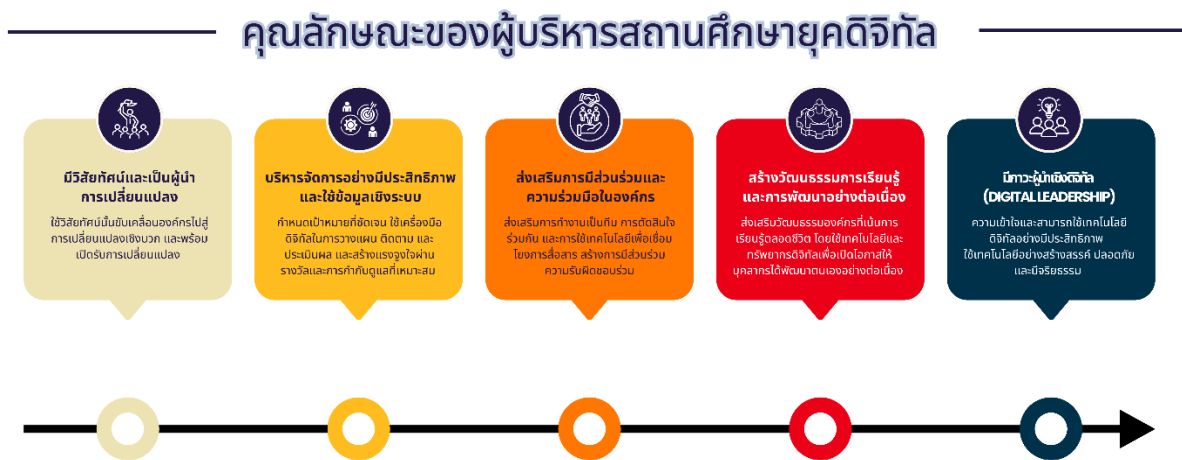 คุณลักษณะของผู้บริหารสถานศึกษายุคดิจิทัล
มีวิสัยทัศน์และเป็นผู้นำ
การเปลี่ยนแปลง
ใช้วิสัยทัศน์นั้นขับเคลื่อนองค์กรไปสู่
การเปลี่ยนแปลงเชิงบวก และพร้อม
เปิดรับการเปลี่ยนแปลง
บริหารจัดการอย่างมีประสิทธิภาพ
และใช้ข้อมูลเชิงระบบ
กำหนดเป้าหมายที่ชัดเจน ใช้เครื่องมือ
ดิจิทัลในการวางแผน ติดตาม และ
ประเมินผล และสร้างแรงจูงใจผ่าน
รางวัลและการกำกับดูแลที่เหมาะสม
ส่งเสริมการมีส่วนร่วมและ
ความร่วมมือในองค์กร
ส่งเสริมการทำงานเป็นทีม การตัดสินใจ
ร่วมกัน และการใช้เทคโนโลยีเพื่อเชื่อม
โยงการสื่อสาร สร้างการมีส่วนร่วม
ความรับผิดชอบร่วม
สร้างวัฒนธรรมการเรียนรู้
และการพัฒนาอย่างต่อเนื่อง
ส่งเสริมวัฒนธรรมองค์กรที่เน้นการ
เรียนรู้ตลอดชีวิต โดยใช้เทคโนโลยีและ
ทรัพยากรดิจิทัลเพื่อเปิดโอกาสให้
บุคลากรได้พัฒนาตนเองอย่างต่อเนื่อง
มีภาวะผู้นำเชิงดิจิทัล
(DIGITAL LEADERSHIP)
ความเข้าใจและสามารถใช้เทคโนโลยี
ดิจิทัลอย่างมีประสิทธิภาพ
ใช้เทคโนโลยีอย่างสร้างสรรค์ ปลอดภัย
และมีจริยธรรม